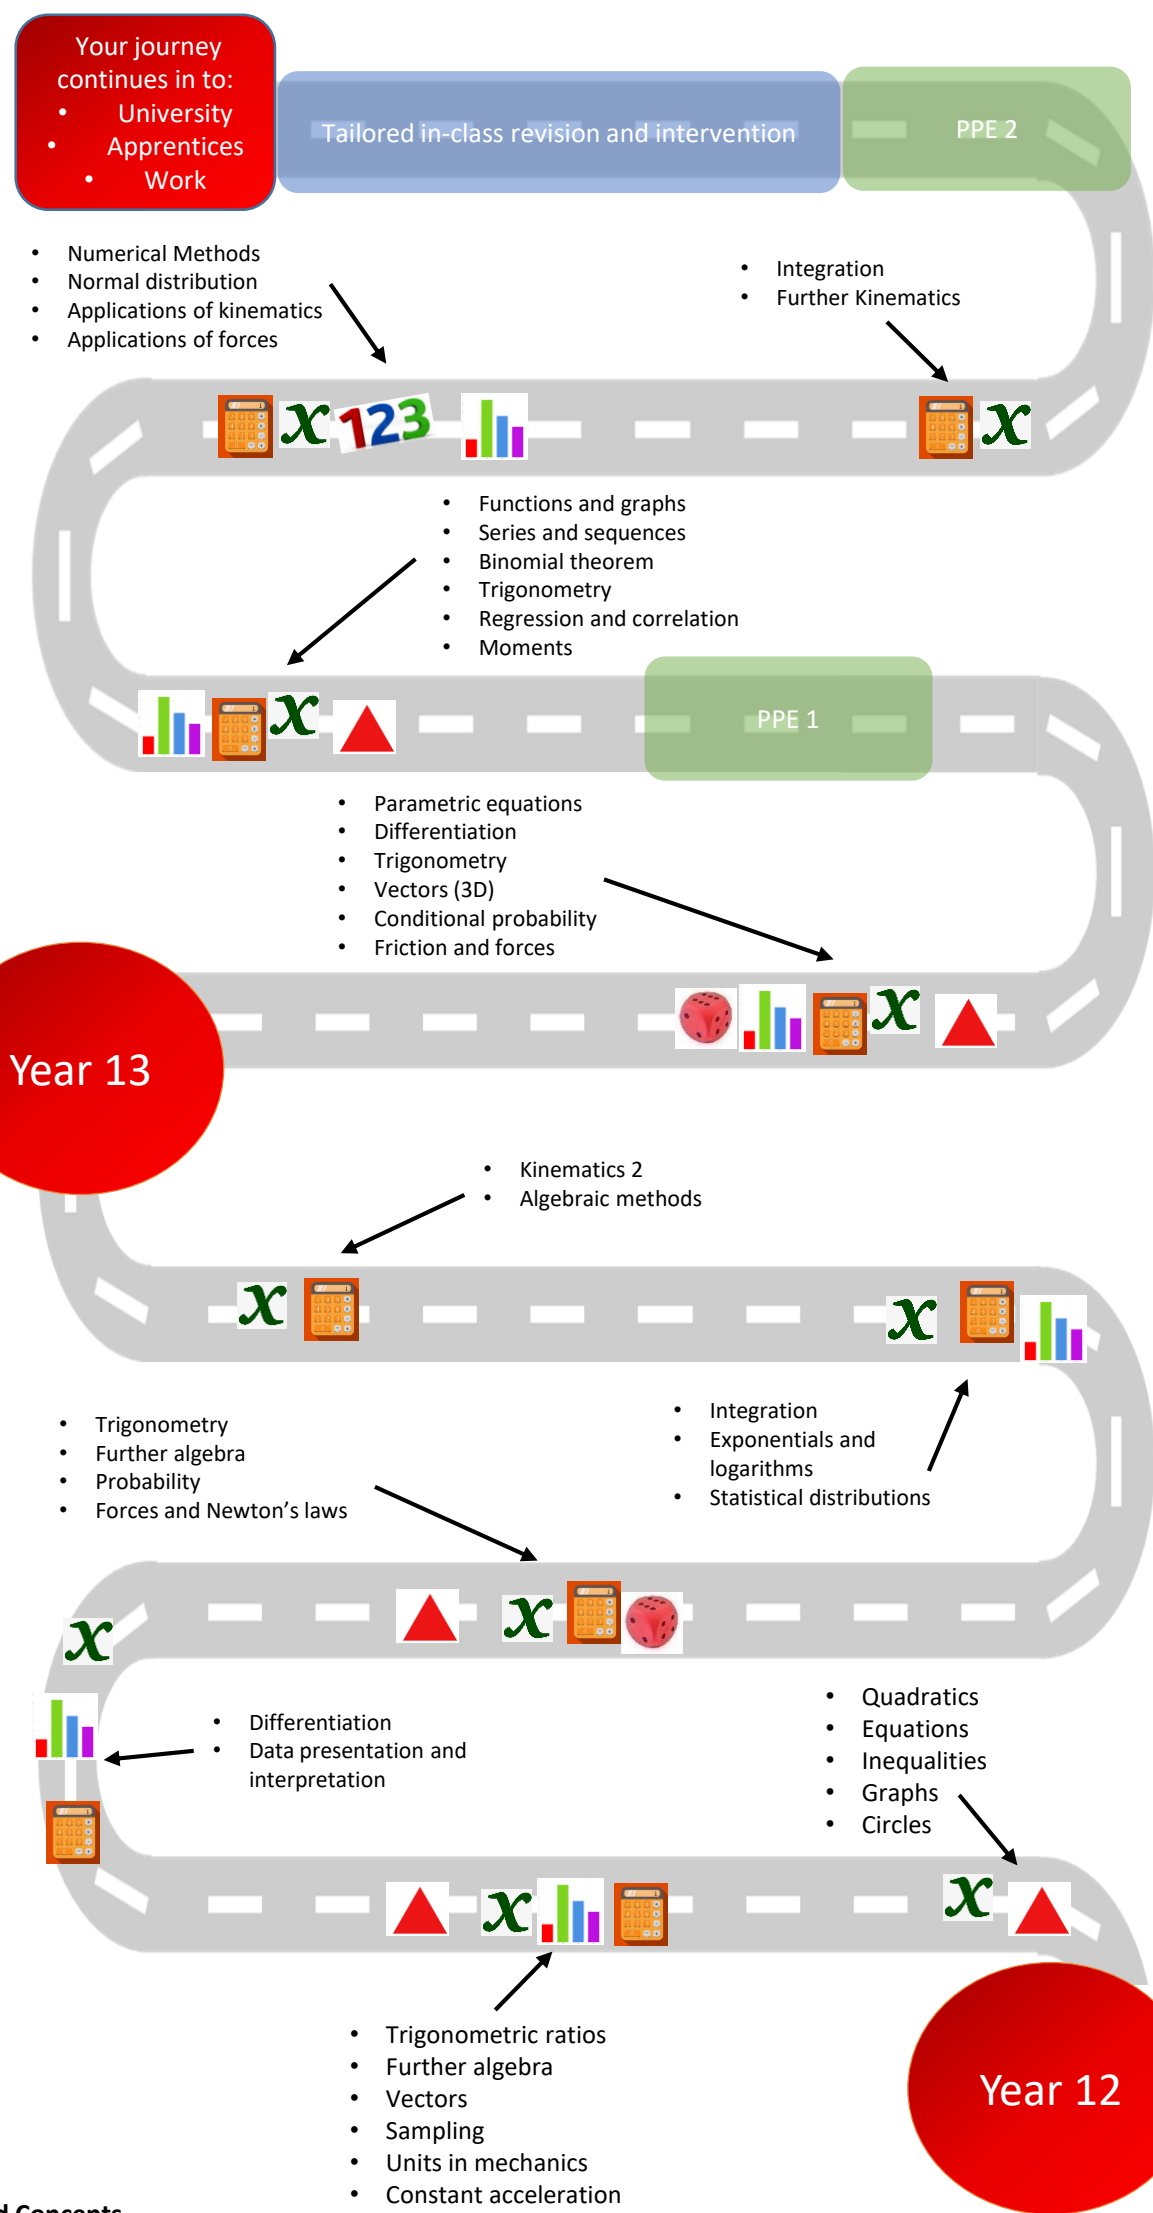 Your journey
continues in to:
• University
• Apprentices
• Work
Tailored in-class revision and intervention
PPE 2
• Numerical Methods
• Normal distribution
• Applications of kinematics
• Applications of forces
• Integration
• Further Kinematics
123
• Functions and graphs
• Series and sequences
• Binomial theorem
• Trigonometry
• Regression and correlation
• Moments
PPE 1
• Parametric equations
• Differentiation
• Trigonometry
• Vectors (3D)
• Conditional probability
• Friction and forces
Year 13
• Kinematics 2
• Algebraic methods
• Trigonometry
• Further algebra
• Probability
• Forces and Newton's laws
• Integration
• Exponentials and
logarithms
• Statistical distributions
• Differentiation
• Data presentation and
interpretation
• Quadratics
• Equations
• Inequalities
• Graphs
• Circles
• Trigonometric ratios
• Further algebra
• Vectors
• Sampling
• Units in mechanics
• Constant acceleration
Year 12